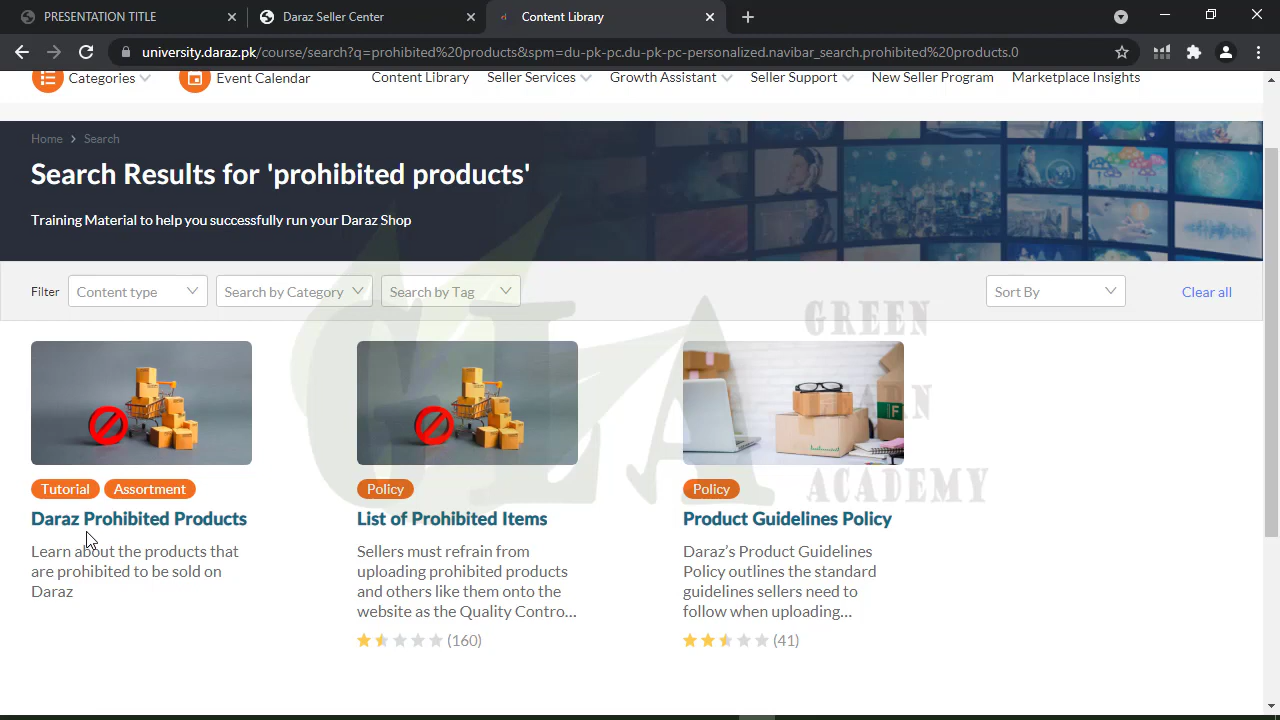 PRESENTATION TITLE
Daraz Seller Center
Content Library
university.daraz.pk/course/search?q=prohibited%20products&spm=du-pk-pc.du-pk-pc-personalized.navibar_search.prohibited%20products.0
Categories
Event Calendar
Content Library
Seller Services
Growth Assistant
Seller Support
New Seller Program
Marketplace Insights
Home > Search
Search Results for 'prohibited products'
Training Material to help you successfully run your Daraz Shop
Filter
Content type
Search by Category
Search by Tag
Sort By
Clear all
GLA
GREEN
LEARN
ACADEMY
Tutorial
Assortment
Daraz Prohibited Products
Learn about the products that
are prohibited to be sold on
Daraz
Policy
List of Prohibited Items
Sellers must refrain from
uploading prohibited products
and others like them onto the
website as the Quality Contro...
(160)
Policy
Product Guidelines Policy
Daraz's Product Guidelines
Policy outlines the standard
guidelines sellers need to
follow when uploading...
(41)